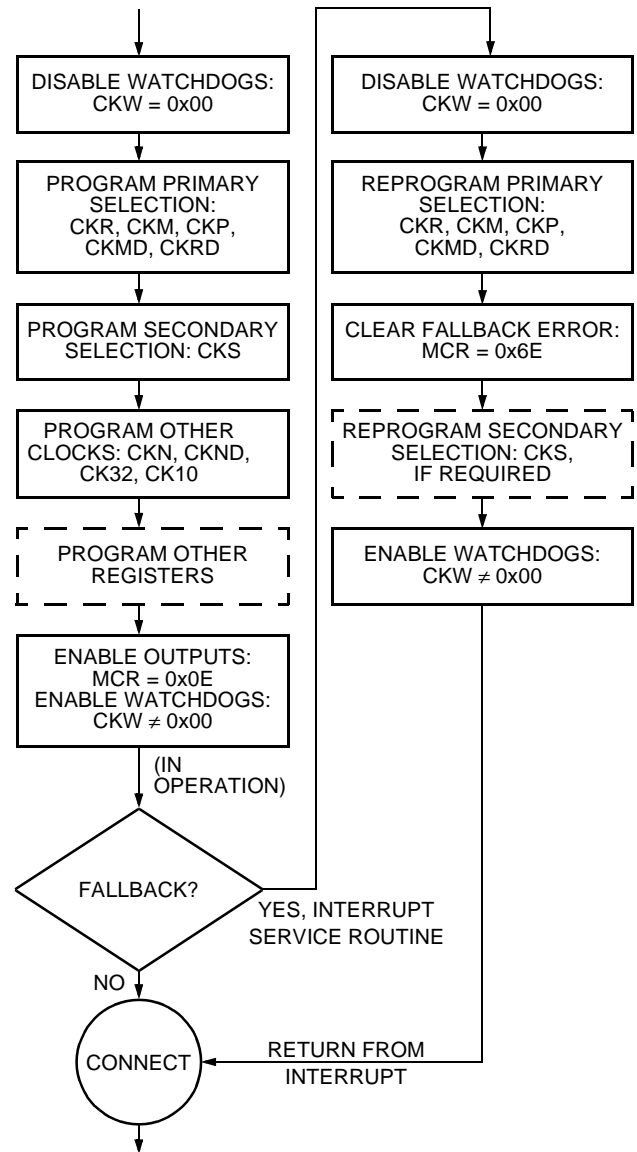 DISABLE WATCHDOGS:
CKW = 0x00
PROGRAM PRIMARY
SELECTION:
CKR, CKM, CKP,
CKMD, CKRD
PROGRAM SECONDARY
SELECTION: CKS
PROGRAM OTHER
CLOCKS: CKN, CKND,
CK32, CK10
PROGRAM OTHER
REGISTERS
ENABLE OUTPUTS:
MCR = 0x0E
ENABLE WATCHDOGS:
CKW ≠ 0x00
(IN
OPERATION)
FALLBACK?
YES, INTERRUPT
SERVICE ROUTINE
NO
CONNECT
DISABLE WATCHDOGS:
CKW = 0x00
REPROGRAM PRIMARY
SELECTION:
CKR, CKM, CKP,
CKMD, CKRD
CLEAR FALLBACK ERROR:
MCR = 0x6E
REPROGRAM SECONDARY
SELECTION: CKS,
IF REQUIRED
ENABLE WATCHDOGS:
CKW ≠ 0x00
RETURN FROM
INTERRUPT